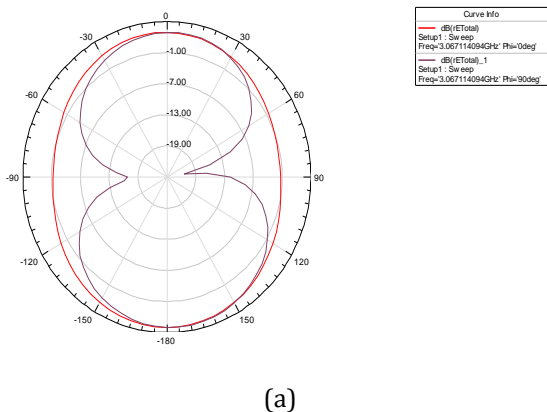 0
-30
30
-1.00
-60
60
-7.00
-13.00
-19.00
-90
90
-120
120
-150
150
-180
Curve Info
dB(rETotal)
Setup1 : Sweep
Freq='3.067114094GHz' Phi='0deg'
dB(rETotal)_1
Setup1 : Sweep
Freq='3.067114094GHz' Phi='90deg'
(a)